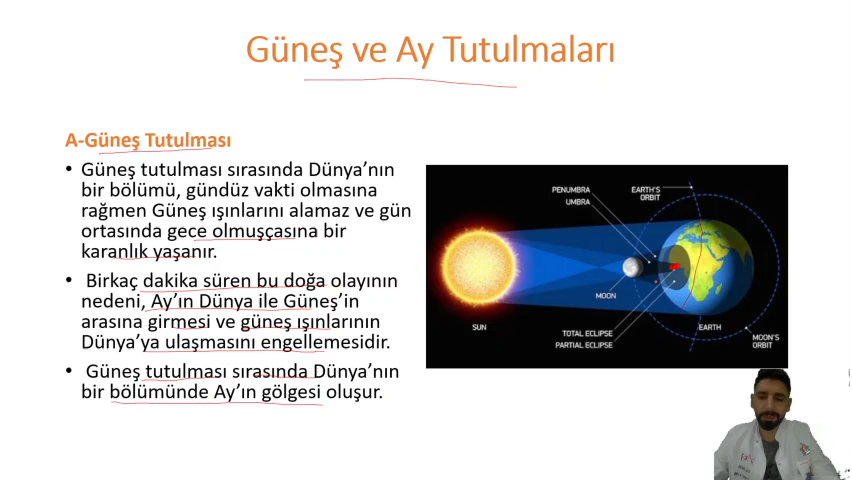 Güneş ve Ay Tutulmaları
A-Güneş Tutulması
• Güneş tutulması sırasında Dünya’nın
bir bölümü, gündüz vakti olmasına
rağmen Güneş ışınlarını alamaz ve gün
ortasında gece olmuşçasına bir
karanlık yaşanır.
• Birkaç dakika süren bu doğa olayının
nedeni, Ay’ın Dünya ile Güneş’in
arasına girmesi ve güneş ışınlarının
Dünya’ya ulaşmasını engellemesidir.
• Güneş tutulması sırasında Dünya’nın
bir bölümünde Ay’ın gölgesi oluşur.
PENUMBRA
UMBRA
EARTH'S
ORBIT
MOON
SUN
TOTAL ECLIPSE
PARTIAL ECLIPSE
EARTH
MOON'S
ORBIT